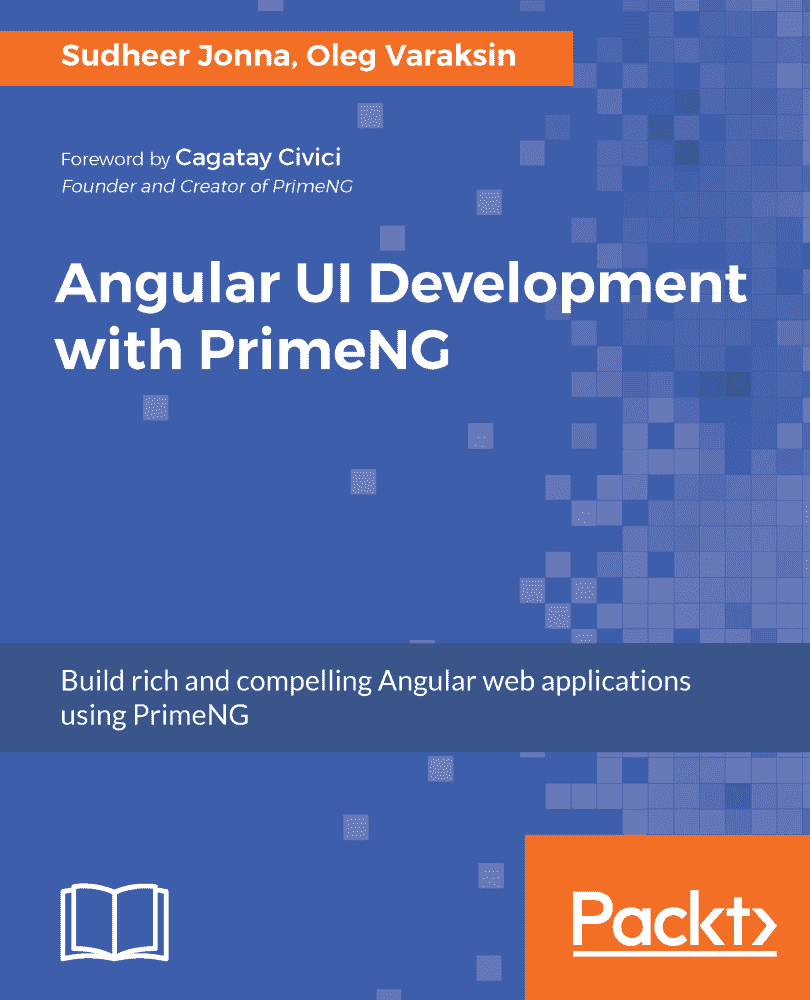 Sudheer Jonna, Oleg Varaksin
Foreword by Cagatay Civici
Founder and Creator of PrimeNG
Angular UI Development
with PrimeNG
Build rich and compelling Angular web applications
using PrimeNG
Packt>